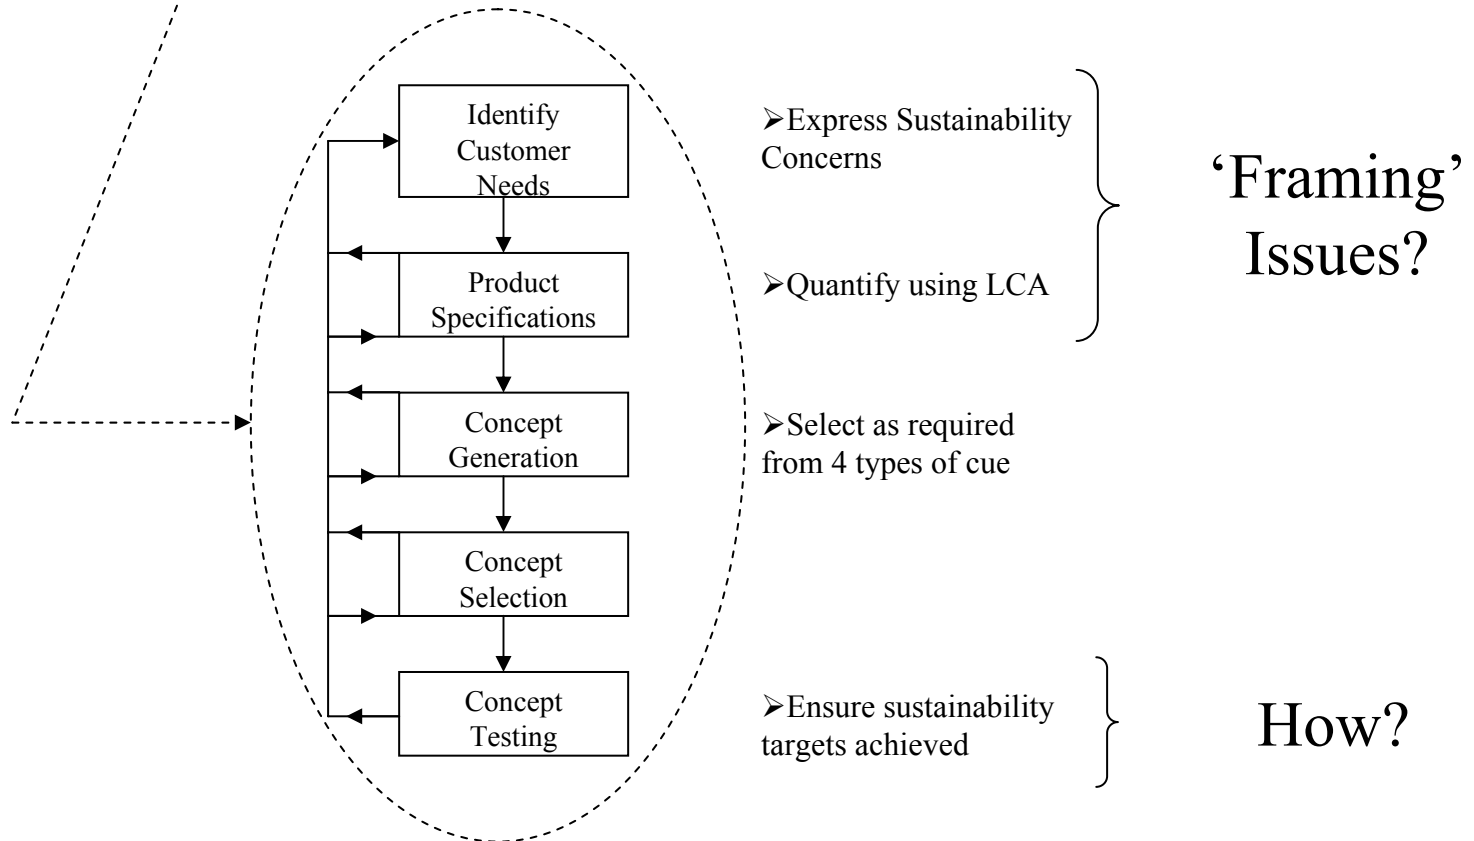 Identify
Customer
Needs
➢Express Sustainability
Concerns
‘Framing’
Issues?
Product
Specifications
➢Quantify using LCA
Concept
Generation
➢Select as required
from 4 types of cue
Concept
Selection
Concept
Testing
➢Ensure sustainability
targets achieved
How?